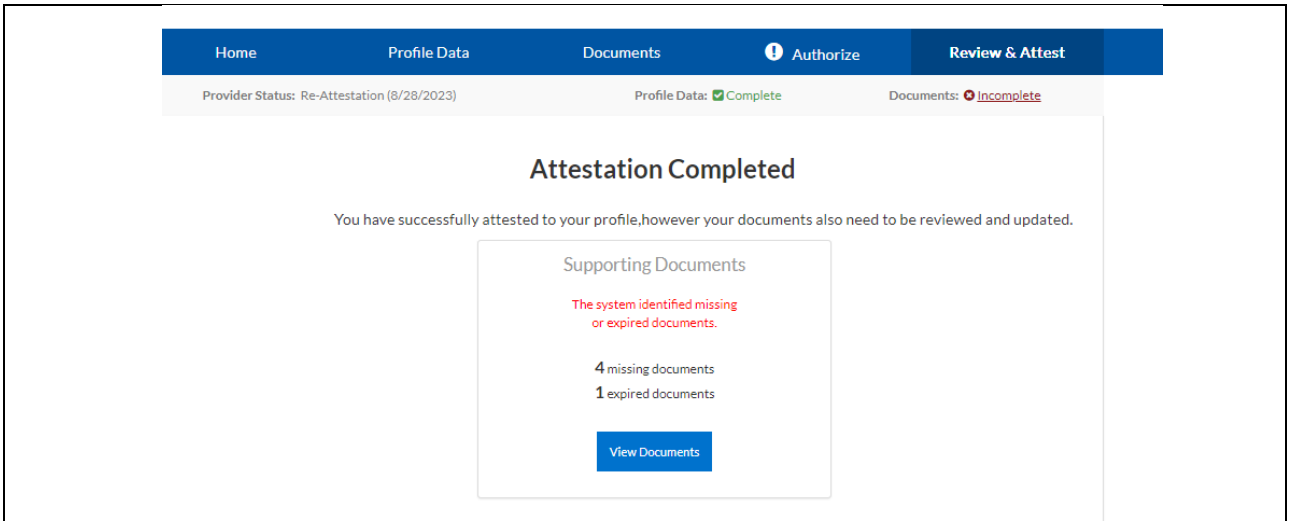 Home Profile Data Documents Authorize Review & Attest
Provider Status: Re-Attestation (8/28/2023) Profile Data: Complete Documents: Incomplete
Attestation Completed
You have successfully attested to your profile,however your documents also need to be reviewed and updated.
Supporting Documents
The system identified missing
or expired documents.
4 missing documents
1 expired documents
View Documents